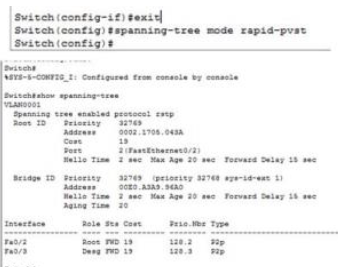 Switch(config-if)#exit
Switch(config)#spanning-tree mode rapid-pvst
Switch(config)#
Switch#
%SYS-5-CONFIG_I: Configured from console by console
Switch#show spanning-tree
VLAN0001
Spanning tree enabled protocol rstp
Root ID Priority 32769
Address 0002.1705.043A
Cost 19
Port 2(FastEthernet0/2)
Hello Time 2 sec Max Age 20 sec Forward Delay 15 sec
Bridge ID Priority 32769 (priority 32768 sys-id-ext 1)
Address 00E0.A3A9.96A0
Hello Time 2 sec Max Age 20 sec Forward Delay 15 sec
Aging Time 20
Interface Role Sts Cost Prio.Nbr Type
Fa0/2 Root FWD 19 128.2 P2p
Fa0/3 Desg FWD 19 128.3 P2p